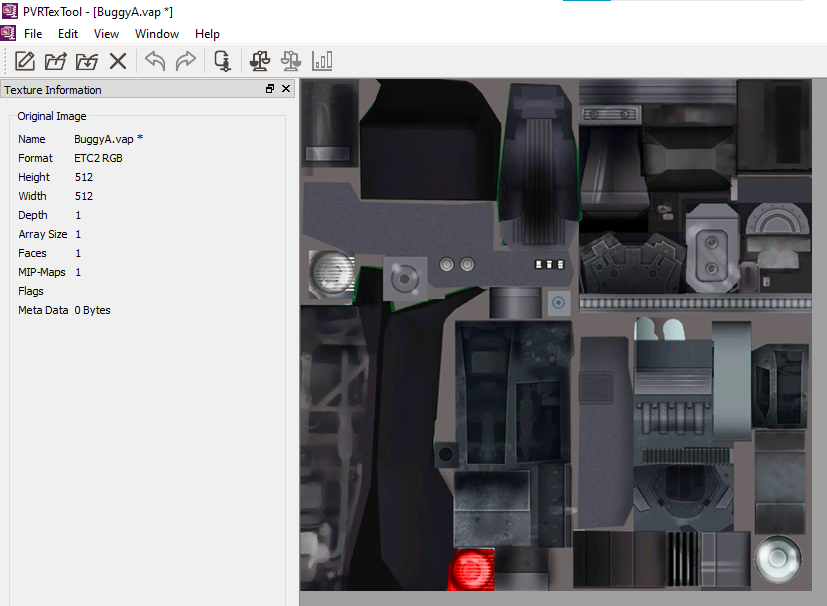 PVRTexTool - [BuggyA.vap *]
File Edit View Window Help
Texture Information
Original Image
Name BuggyA.vap *
Format ETC2 RGB
Height 512
Width 512
Depth 1
Array Size 1
Faces 1
MIP-Maps 1
Flags
Meta Data 0 Bytes